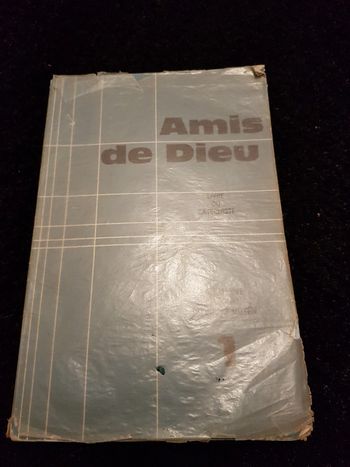 Amis
de Dieu
LIVRE
DU
CATÉCHISTE
1